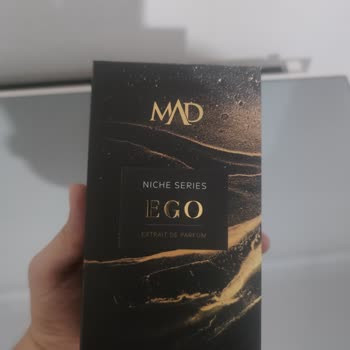 MAD
NICHE SERIES
EGO
EXTRAIT DE PARFUM